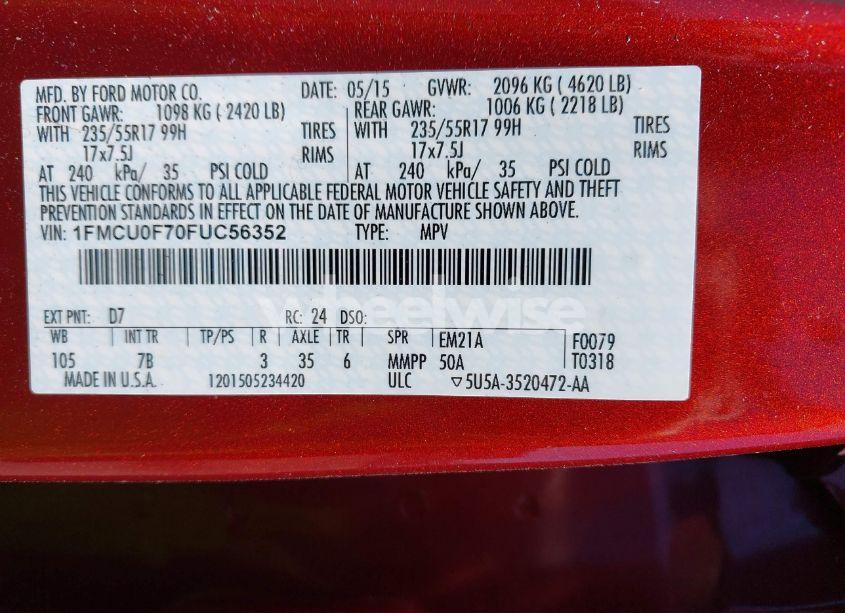 MFD. BY FORD MOTOR CO. DATE: 05/15 GVWR: 2096 KG ( 4620 LB)
FRONT GAWR: 1098 KG ( 2420 LB) REAR GAWR: 1006 KG ( 2218 LB)
WITH 235/55R17 99H TIRES WITH 235/55R17 99H TIRES
17x7.5J RIMS 17x7.5J RIMS
AT 240 kPa/ 35 PSI COLD AT 240 kPa/ 35 PSI COLD
THIS VEHICLE CONFORMS TO ALL APPLICABLE FEDERAL MOTOR VEHICLE SAFETY AND THEFT
PREVENTION STANDARDS IN EFFECT ON THE DATE OF MANUFACTURE SHOWN ABOVE.
VIN: 1FMCU0F70FUC56352 TYPE: MPV
wheelwise
EXT PNT: D7 RC: 24 DSO:
WB INT TR TP/PS R AXLE TR SPR EM21A F0079
105 7B 3 35 6 MMPP 50A T0318
MADE IN U.S.A. 1201505234420 ULC ▽5U5A-3520472-AA